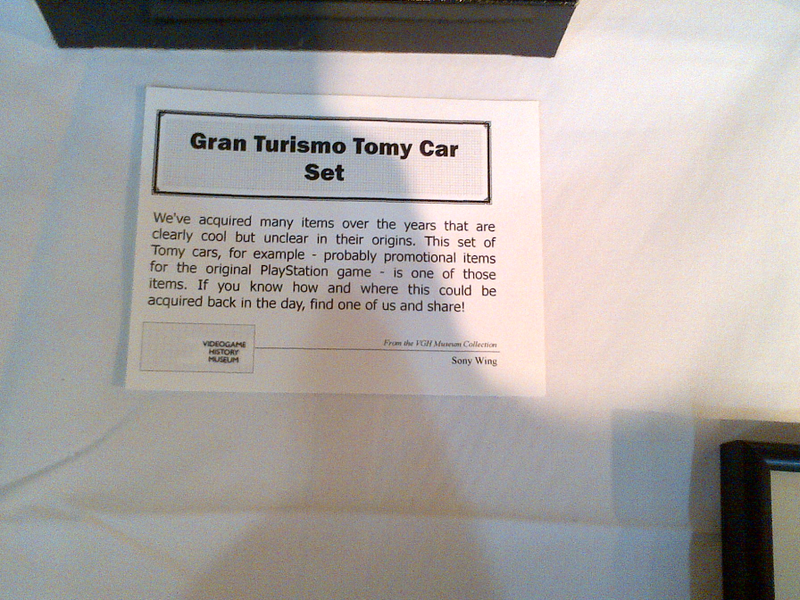 Gran Turismo Tomy Car
Set
We've acquired many items over the years that are
clearly cool but unclear in their origins. This set of
Tomy cars, for example - probably promotional items
for the original PlayStation game - is one of those
items. If you know how and where this could be
acquired back in the day, find one of us and share!
VIDEOGAME
HISTORY
MUSEUM
From the VGH Museum Collection
Sony Wing